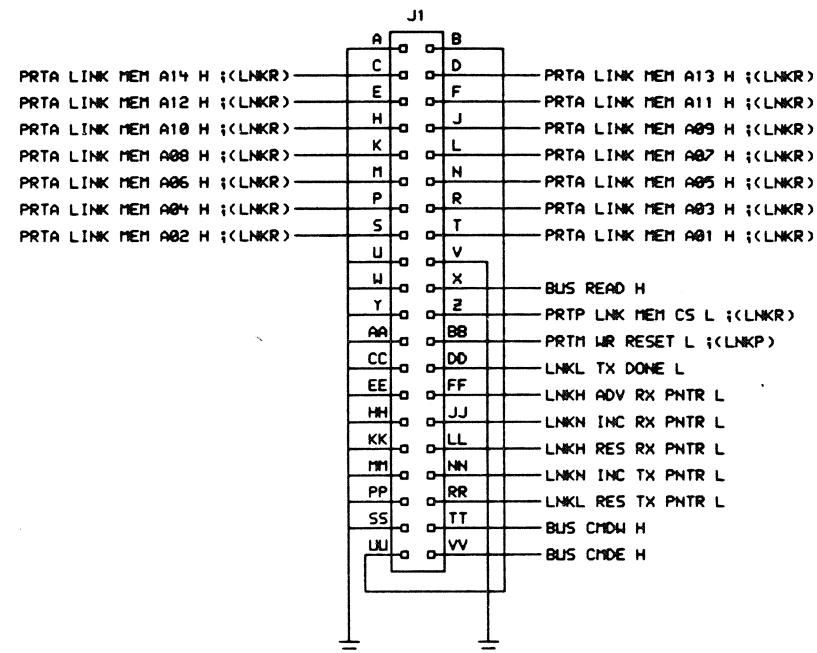 J1
A B
PRTA LINK MEM A14 H ;(LNKR) C D PRTA LINK MEM A13 H ;(LNKR)
PRTA LINK MEM A12 H ;(LNKR) E F PRTA LINK MEM A11 H ;(LNKR)
PRTA LINK MEM A10 H ;(LNKR) H J PRTA LINK MEM A09 H ;(LNKR)
PRTA LINK MEM A08 H ;(LNKR) K L PRTA LINK MEM A07 H ;(LNKR)
PRTA LINK MEM A06 H ;(LNKR) M N PRTA LINK MEM A05 H ;(LNKR)
PRTA LINK MEM A04 H ;(LNKR) P R PRTA LINK MEM A03 H ;(LNKR)
PRTA LINK MEM A02 H ;(LNKR) S T PRTA LINK MEM A01 H ;(LNKR)
U V
W X BUS READ H
Y Z PRTP LNK MEM CS L ;(LNKR)
AA BB PRTM WR RESET L ;(LNKP)
CC DD LNKL TX DONE L
EE FF LNKH ADV RX PNTR L
HH JJ LNKN INC RX PNTR L
KK LL LNKH RES RX PNTR L
MM NN LNKN INC TX PNTR L
PP RR LNKL RES TX PNTR L
SS TT BUS CMDW H
UU VV BUS CMDE H